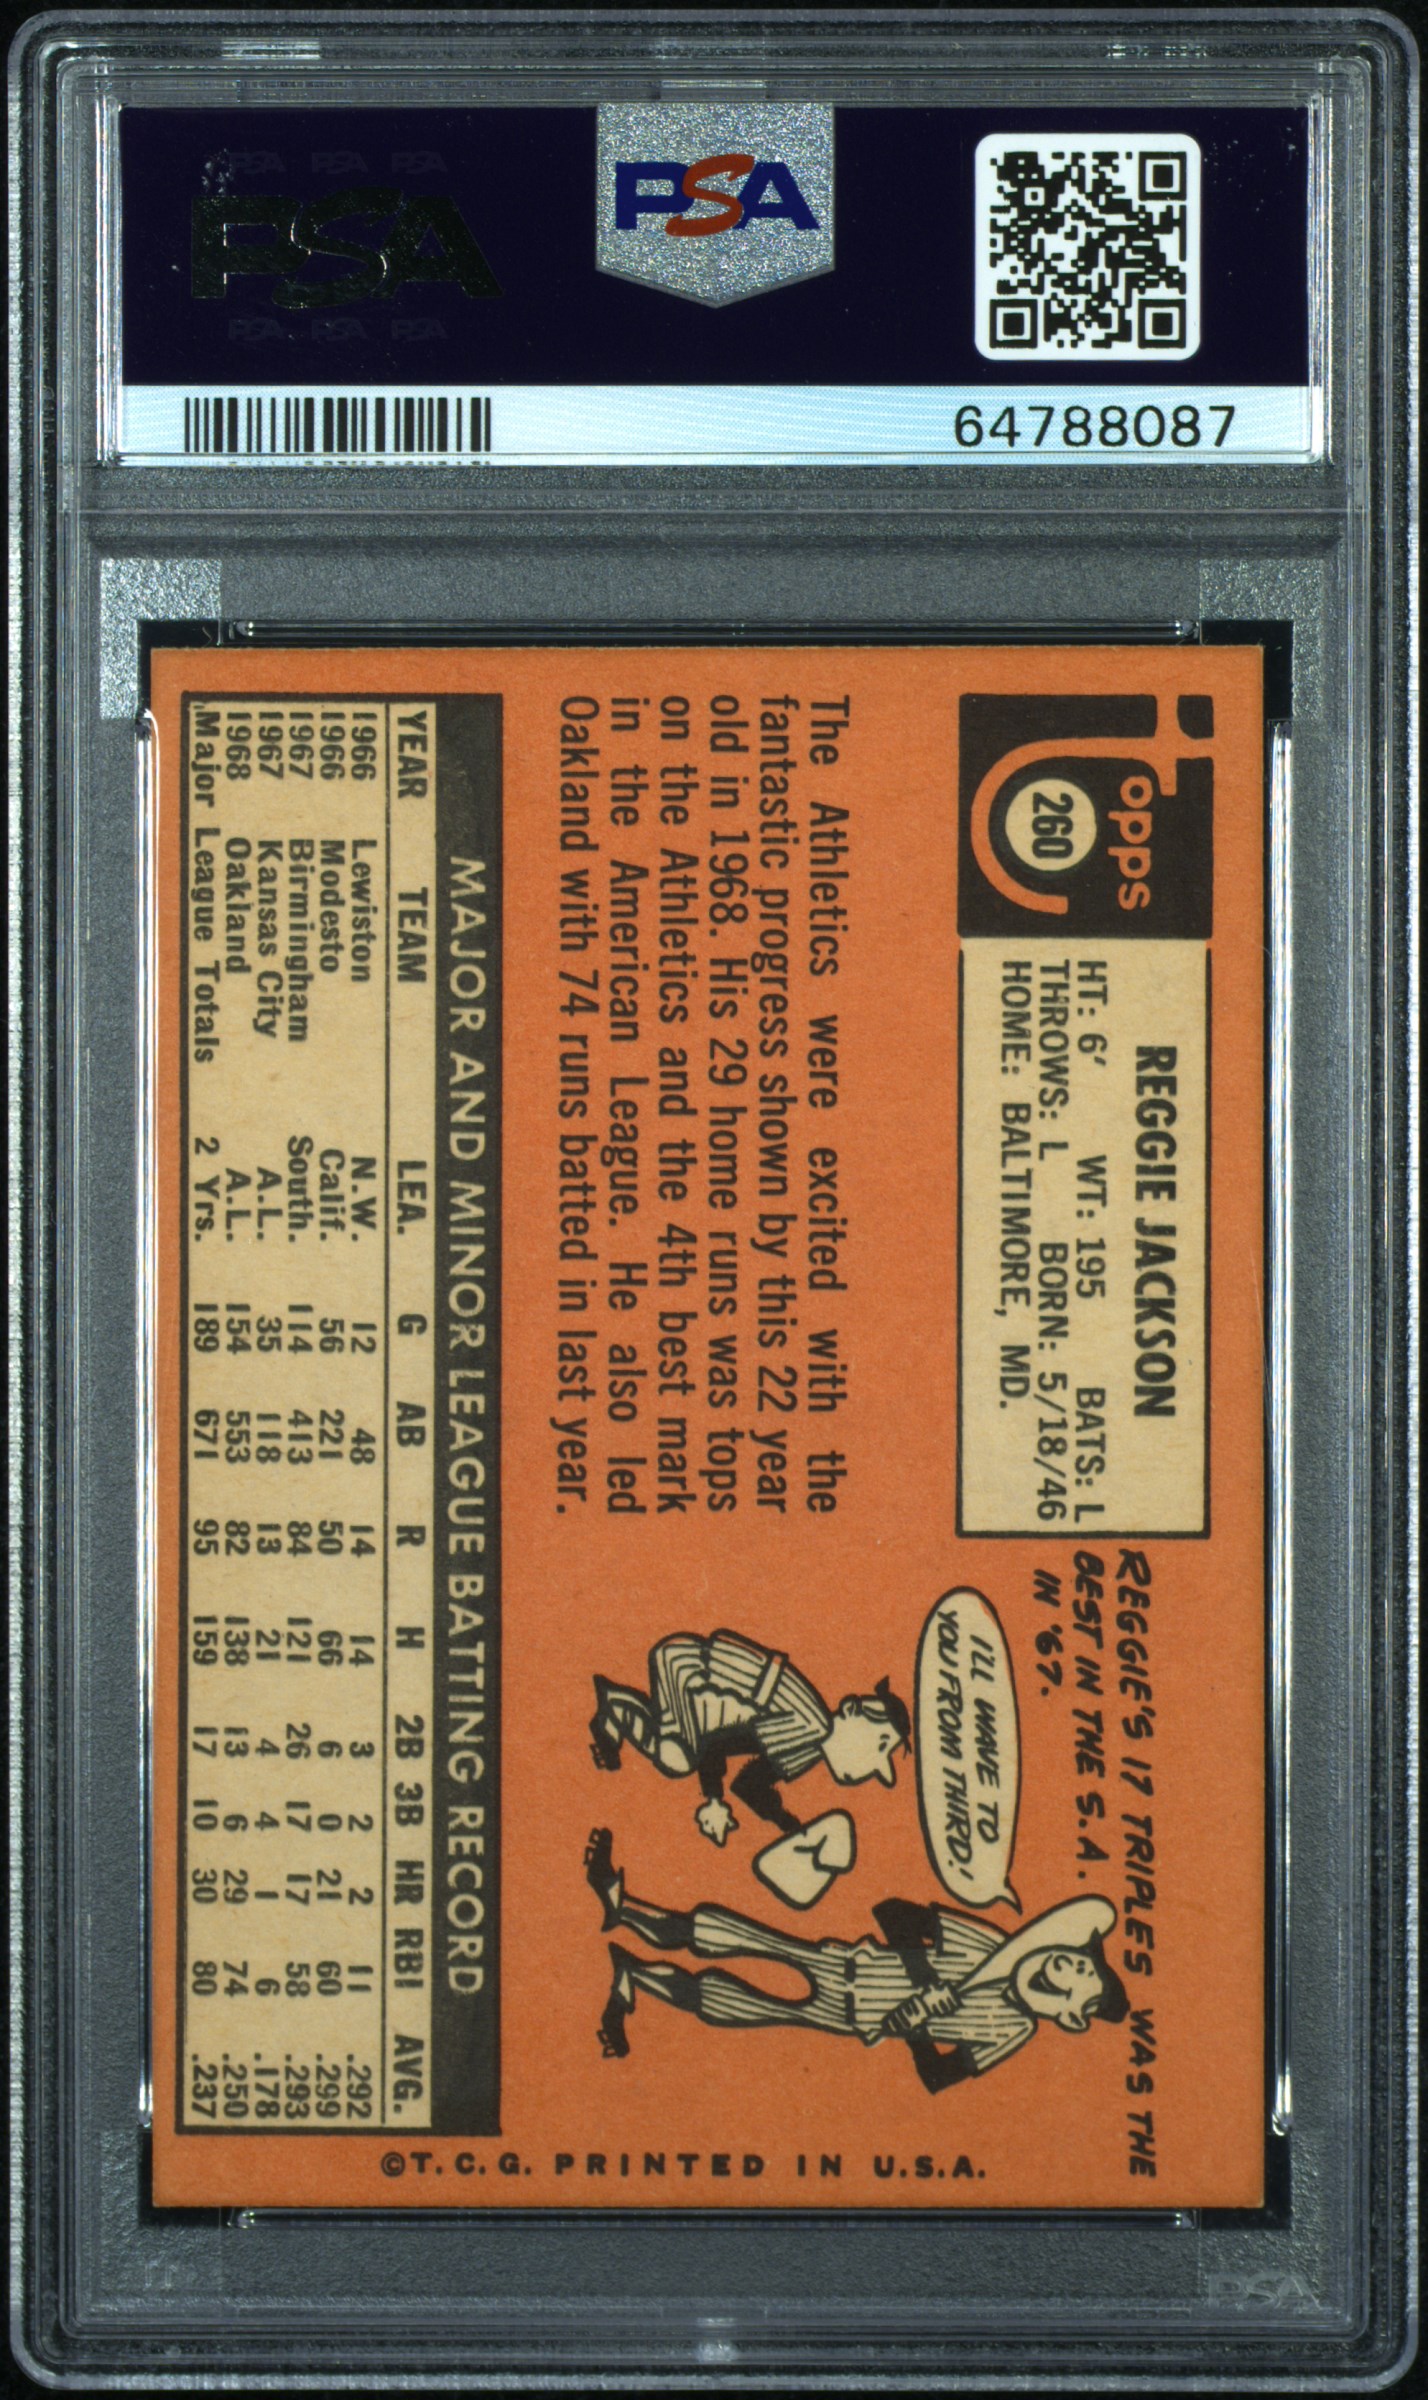 PSA PSA PSA
PSA
PSA PSA PSA
PSA
64788087
Topps
260
REGGIE JACKSON
HT: 6' WT: 195 BATS: L
THROWS: L BORN: 5/18/46
HOME: BALTIMORE, MD.
REGGIE'S 17 TRIPLES WAS THE
BEST IN THE S.A.
IN '67.
I'LL WAVE TO
YOU FROM THIRD!
The Athletics were excited with the
fantastic progress shown by this 22 year
old in 1968. His 29 home runs was tops
on the Athletics and the 4th best mark
in the American League. He also led
Oakland with 74 runs batted in last year.
MAJOR AND MINOR LEAGUE BATTING RECORD
YEAR TEAM LEA. G AB R H 2B 3B HR RBI AVG.
1966 Lewiston N.W. 12 48 14 14 3 2 2 11 .292
1966 Modesto Calif. 56 221 50 66 6 0 21 60 .299
1967 Birmingham South. 114 413 84 121 26 17 17 58 .293
1967 Kansas City A.L. 35 118 13 21 4 4 1 6 .178
1968 Oakland A.L. 154 553 82 138 13 6 29 74 .250
Major League Totals 2 Yrs. 189 671 95 159 17 10 30 80 .237
©T.C.G. PRINTED IN U.S.A.
PSA